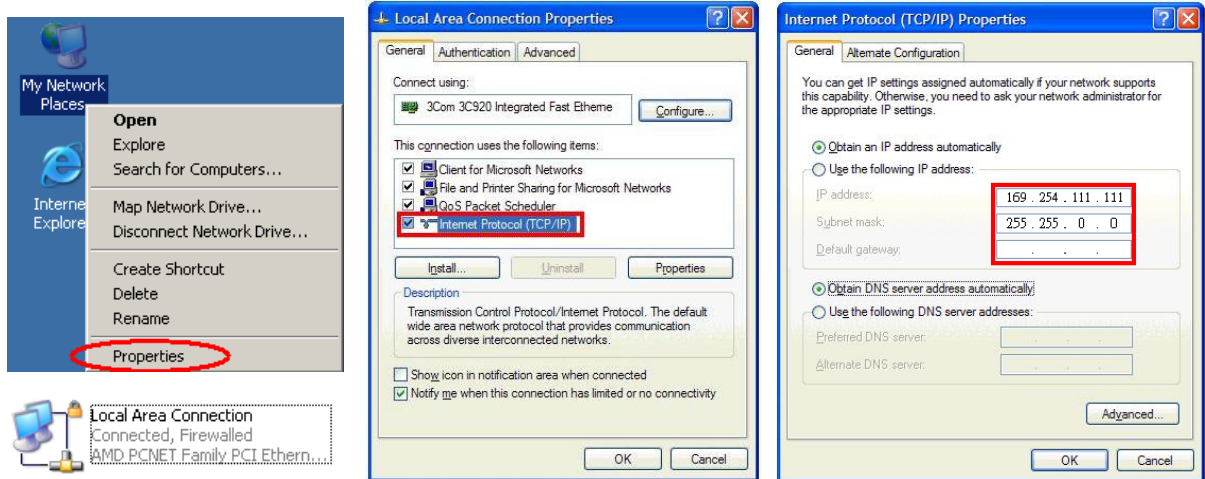 My Network
Places
Interne
Explore
Open
Explore
Search for Computers...
Map Network Drive...
Disconnect Network Drive...
Create Shortcut
Delete
Rename
Properties
Local Area Connection
Connected, Firewalled
AMD PCNET Family PCI Ethern...
Local Area Connection Properties
General Authentication Advanced
Connect using:
3Com 3C920 Integrated Fast Etherne
Configure...
This connection uses the following items:
Client for Microsoft Networks
File and Printer Sharing for Microsoft Networks
QoS Packet Scheduler
Internet Protocol (TCP/IP)
Install... Uninstall Properties
Description
Transmission Control Protocol/Internet Protocol. The default
wide area network protocol that provides communication
across diverse interconnected networks.
Show icon in notification area when connected
Notify me when this connection has limited or no connectivity
OK Cancel
Internet Protocol (TCP/IP) Properties
General Alternate Configuration
You can get IP settings assigned automatically if your network supports
this capability. Otherwise, you need to ask your network administrator for
the appropriate IP settings.
Obtain an IP address automatically
Use the following IP address:
IP address: 169 . 254 . 111 . 111
Subnet mask: 255 . 255 . 0 . 0
Default gateway: . . .
Obtain DNS server address automatically
Use the following DNS server addresses:
Preferred DNS server: . . .
Alternate DNS server: . . .
Advanced...
OK Cancel